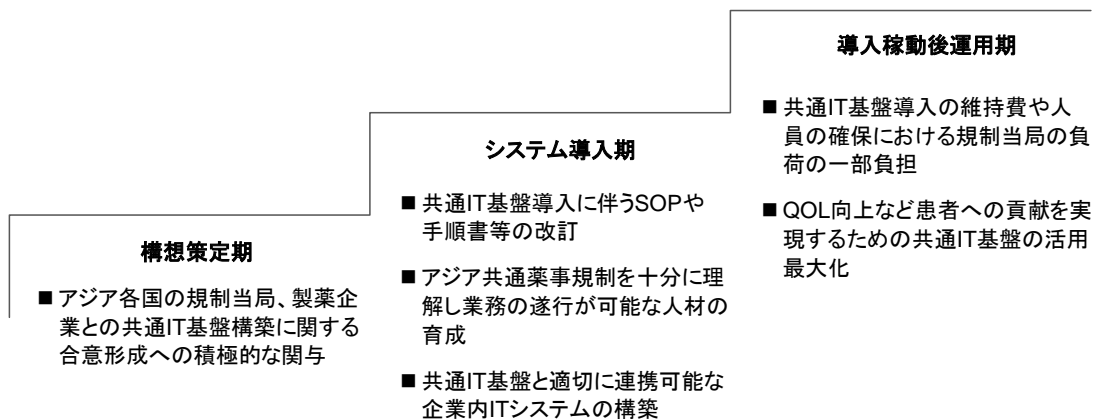 構想策定期
■ アジア各国の規制当局、製薬企
業との共通IT基盤構築に関する
合意形成への積極的な関与
システム導入期
■ 共通IT基盤導入に伴うSOPや
手順書等の改訂
■ アジア共通薬事規制を十分に理
解し業務の遂行が可能な人材の
育成
■ 共通IT基盤と適切に連携可能な
企業内ITシステムの構築
導入稼動後運用期
■ 共通IT基盤導入の維持費や人
員の確保における規制当局の負
荷の一部負担
■ QOL向上など患者への貢献を実
現するための共通IT基盤の活用
最大化